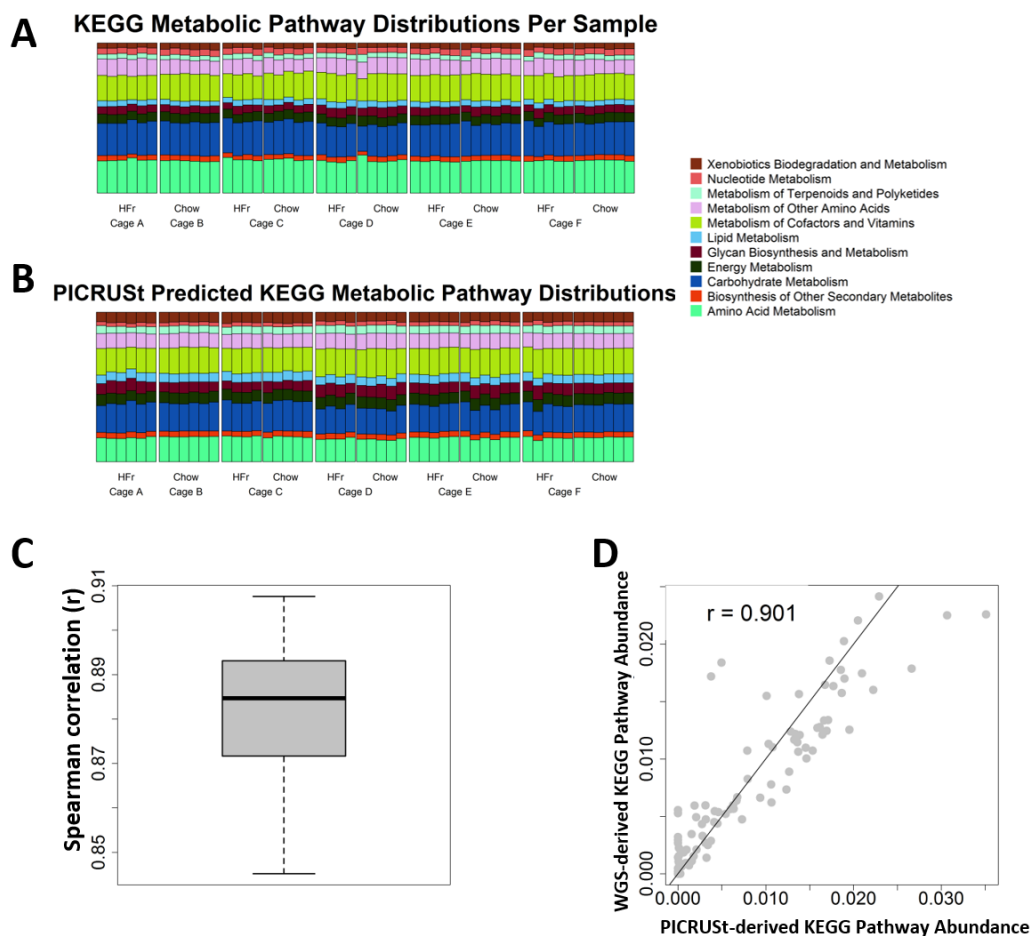 A
KEGG Metabolic Pathway Distributions Per Sample
HFr Chow HFr Chow HFr Chow HFr Chow HFr Chow
Cage A Cage B Cage C Cage D Cage E Cage F
Xenobiotics Biodegradation and Metabolism
Nucleotide Metabolism
Metabolism of Terpenoids and Polyketides
Metabolism of Other Amino Acids
Metabolism of Cofactors and Vitamins
Lipid Metabolism
Glycan Biosynthesis and Metabolism
Energy Metabolism
Carbohydrate Metabolism
Biosynthesis of Other Secondary Metabolites
Amino Acid Metabolism
B
PICRUSt Predicted KEGG Metabolic Pathway Distributions
HFr Chow HFr Chow HFr Chow HFr Chow HFr Chow
Cage A Cage B Cage C Cage D Cage E Cage F
C
Spearman correlation (r)
0.91
0.89
0.87
0.85
D
WGS-derived KEGG Pathway Abundance
0.020
0.010
0.000
r = 0.901
0.000 0.010 0.020 0.030
PICRUSt-derived KEGG Pathway Abundance